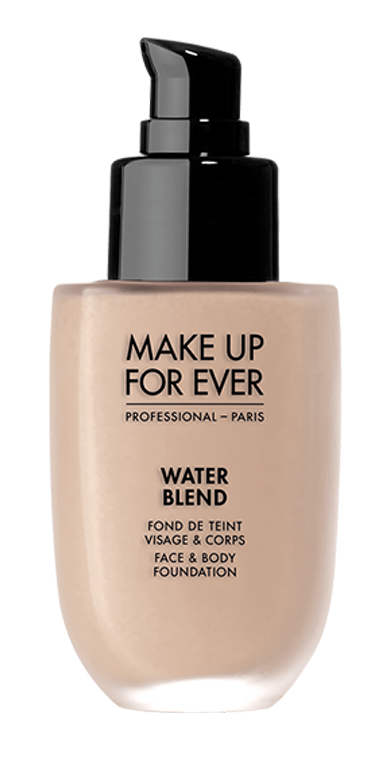 MAKE UP
FOR EVER
PROFESSIONAL – PARIS
WATER
BLEND
FOND DE TEINT
VISAGE & CORPS
FACE & BODY
FOUNDATION